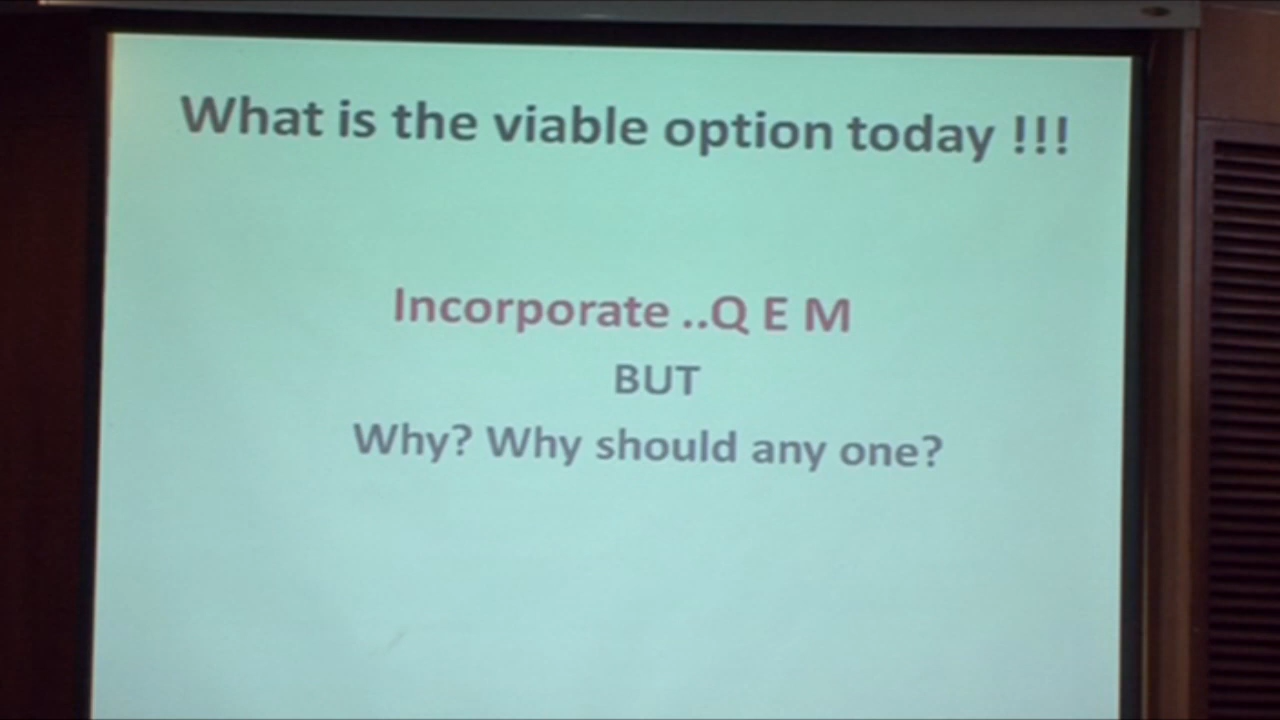 What is the viable option today !!!
Incorporate ..Q E M
BUT
Why? Why should any one?